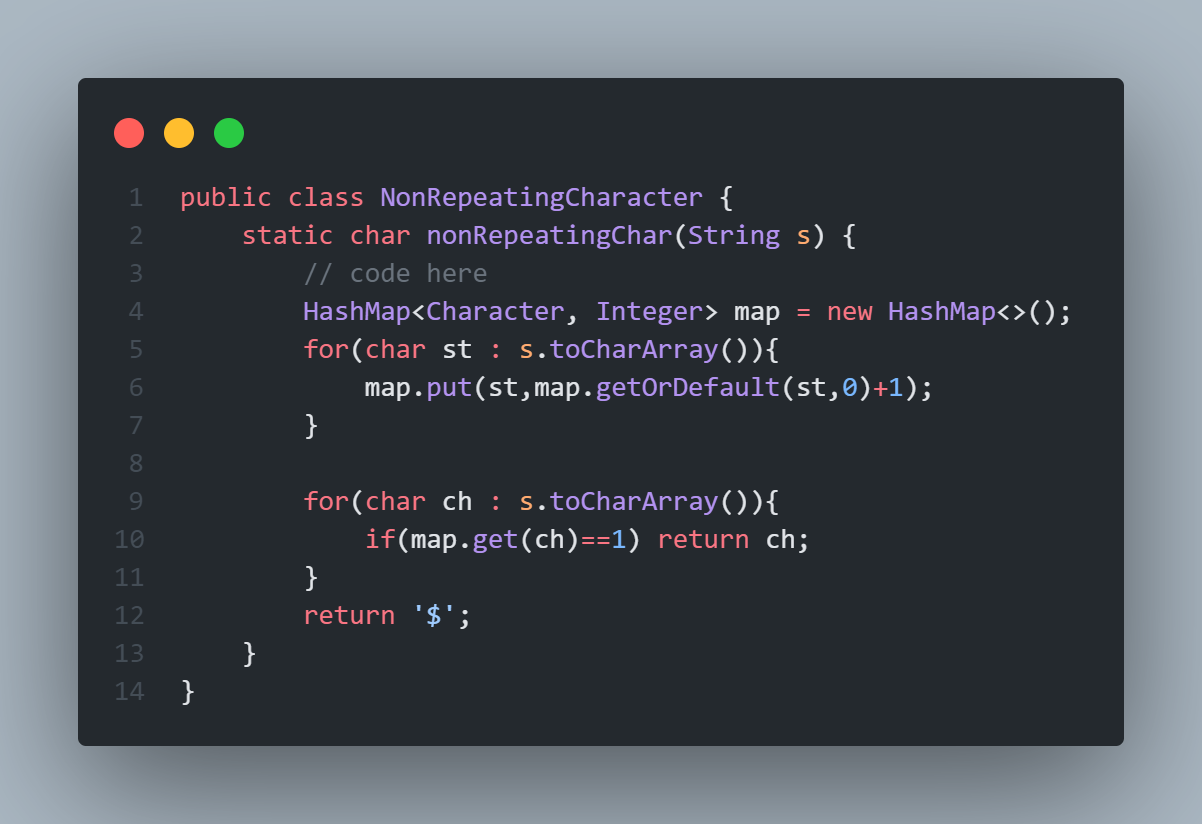 1 public class NonRepeatingCharacter {
2     static char nonRepeatingChar(String s) {
3         // code here
4         HashMap<Character, Integer> map = new HashMap<>();
5         for(char st : s.toCharArray()){
6             map.put(st,map.getOrDefault(st,0)+1);
7         }
8
9         for(char ch : s.toCharArray()){
10             if(map.get(ch)==1) return ch;
11         }
12         return '$';
13     }
14 }